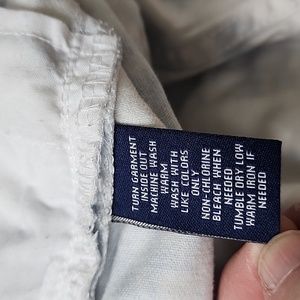 TURN GARMENT
INSIDE OUT
MACHINE WASH
WARM
WASH WITH
LIKE COLORS
ONLY
NON-CHLORINE
BLEACH WHEN
NEEDED
TUMBLE DRY LOW
WARM IRON IF
NEEDED